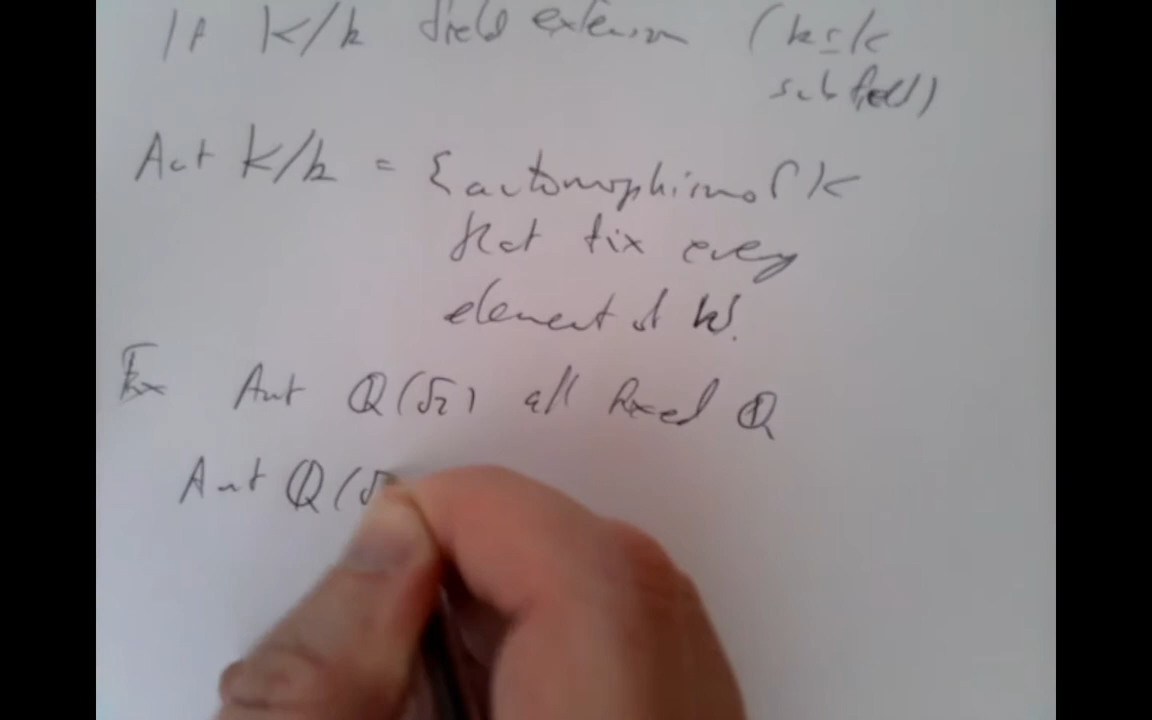 If K/k field extension (k ⊆ K
subfield)
Aut K/k = {automorphisms of K
that fix every
element of k}.
Ex Aut Q(√2) all fixed Q
Aut Q(√